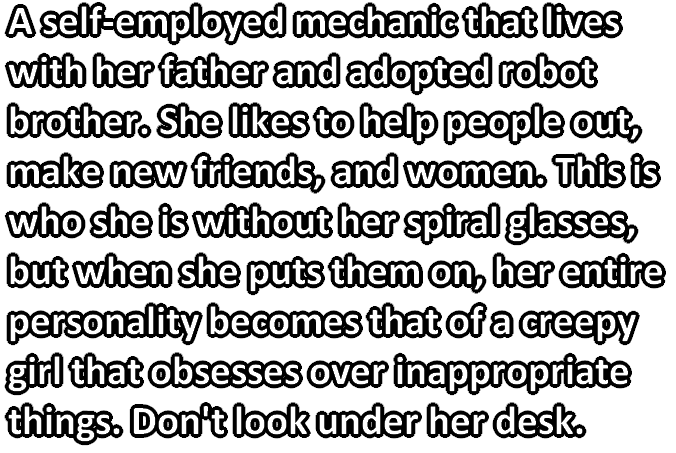 A self-employed mechanic that lives
with her father and adopted robot
brother. She likes to help people out,
make new friends, and women. This is
who she is without her spiral glasses,
but when she puts them on, her entire
personality becomes that of a creepy
girl that obsesses over inappropriate
things. Don't look under her desk.